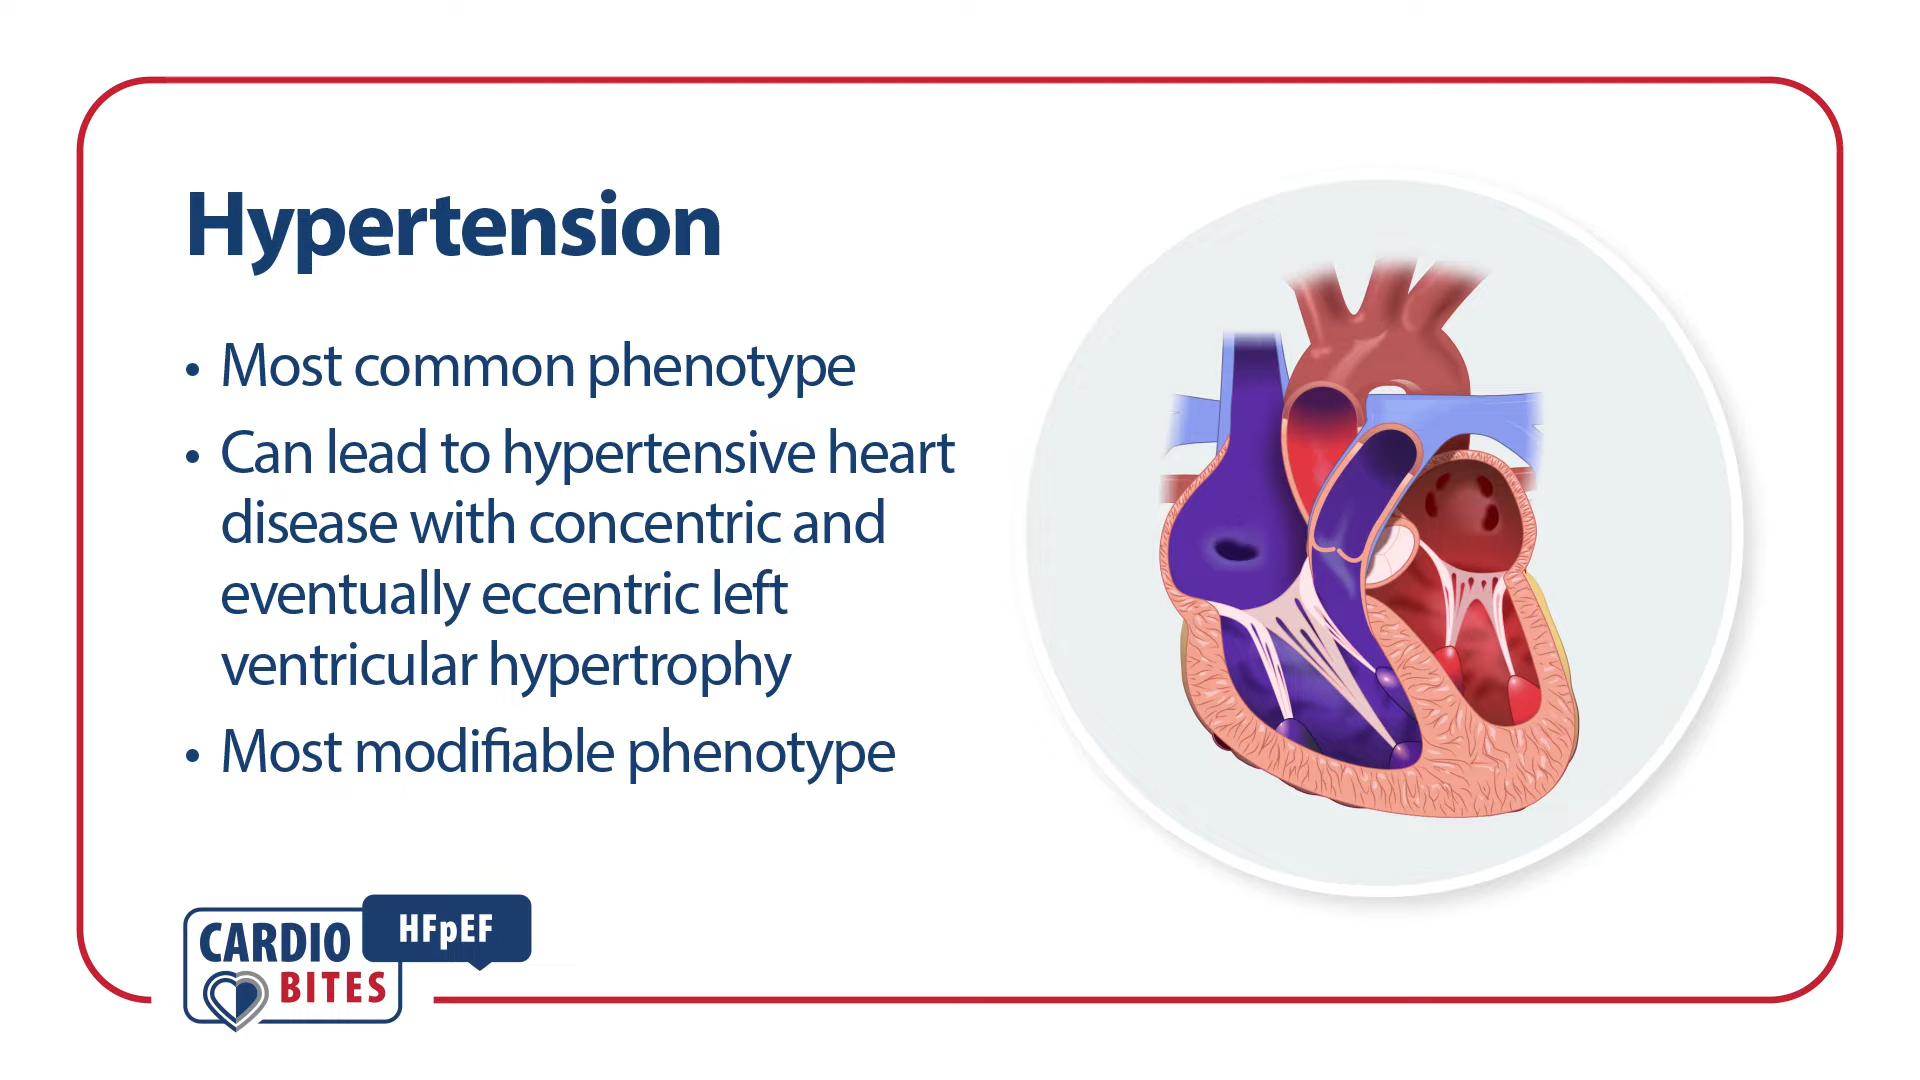 Hypertension
• Most common phenotype
• Can lead to hypertensive heart
disease with concentric and
eventually eccentric left
ventricular hypertrophy
• Most modifiable phenotype
CARDIO
BITES
HFpEF